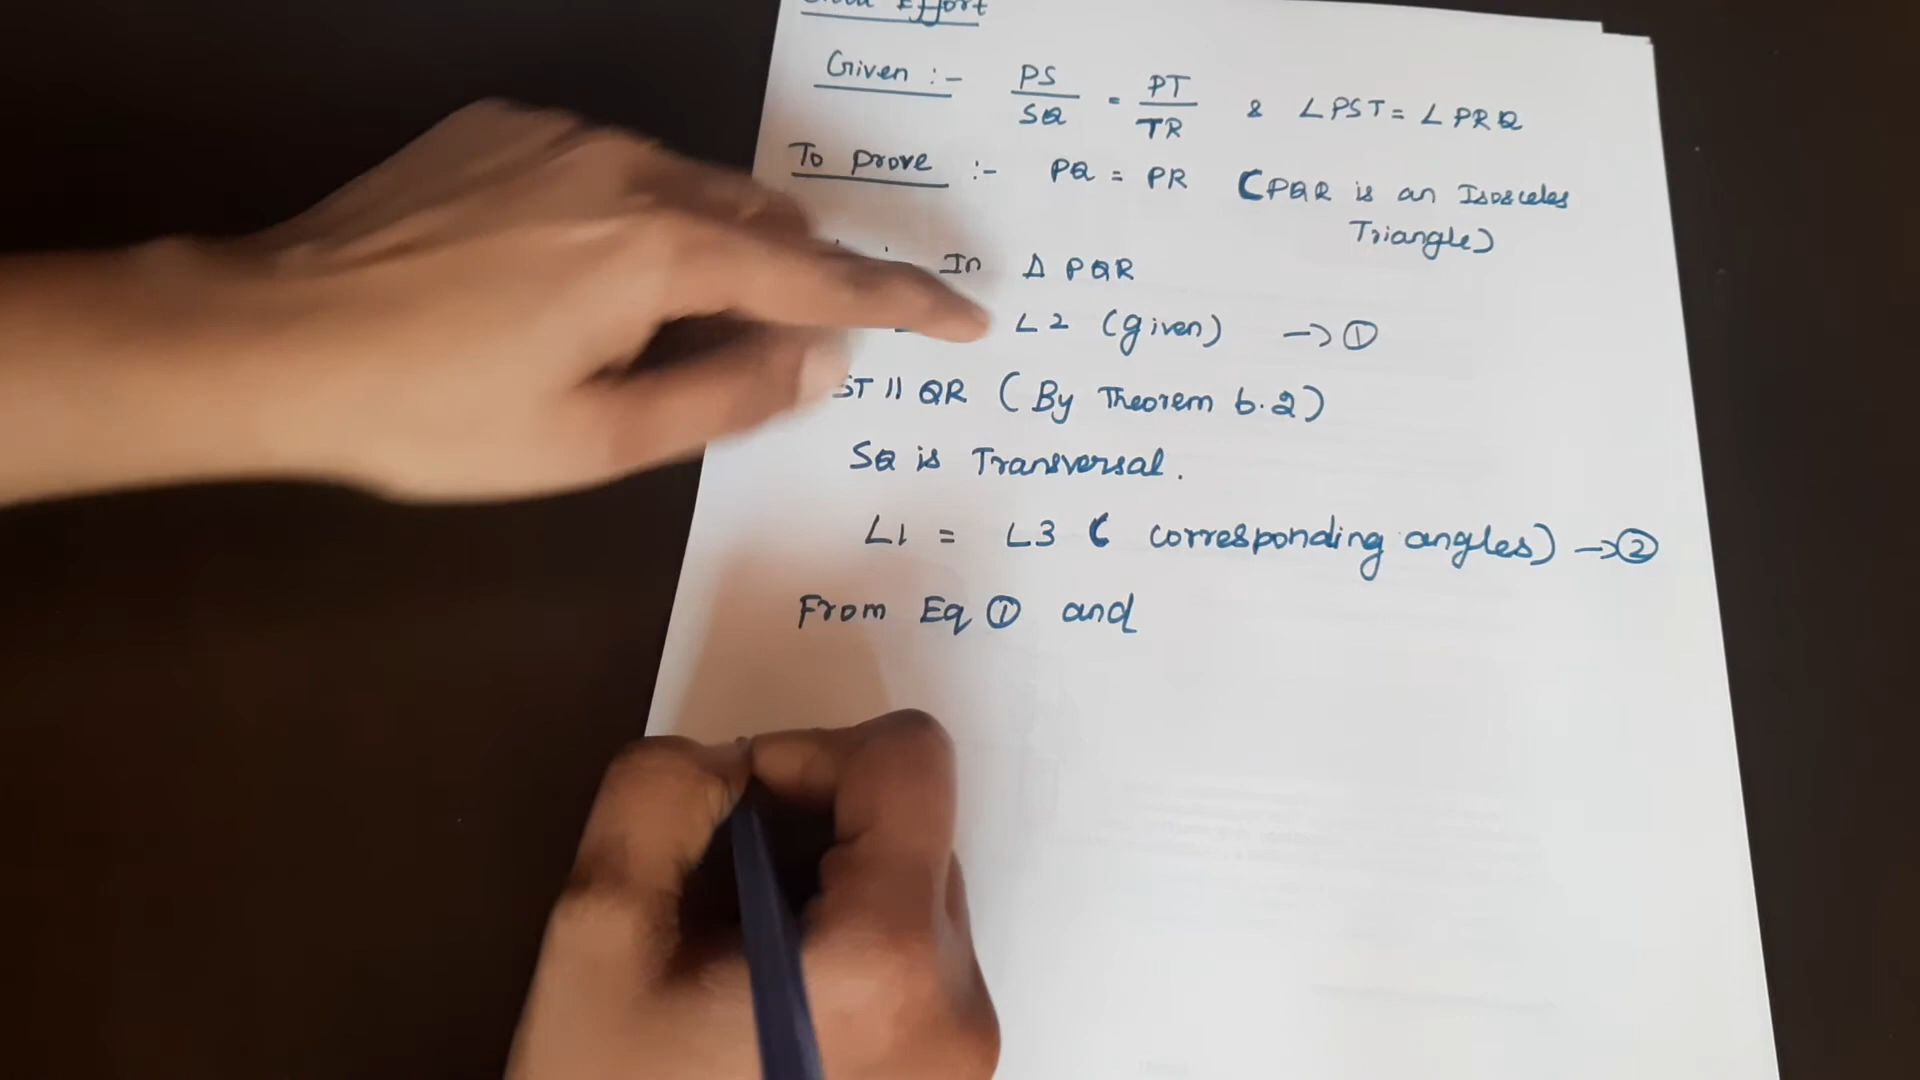 Effort
Given :- PS/SQ = PT/TR & ∠PST = ∠PRQ
To prove :- PQ = PR (PQR is an Isosceles
Triangle)
In Δ PQR
∠2 (given) → ①
ST || QR (By Theorem 6.2)
SQ is Transversal.
∠1 = ∠3 ( corresponding angles) → ②
From Eq ① and